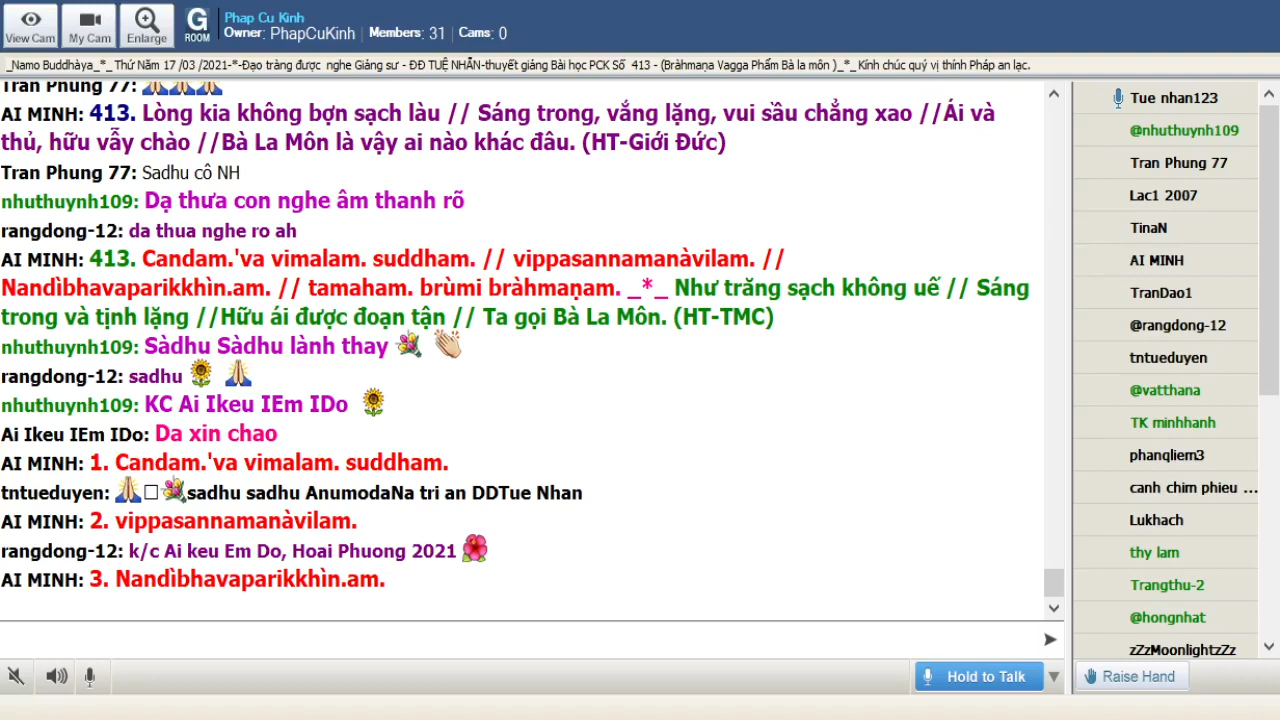 View Cam
My Cam
Enlarge
G
ROOM
Phap Cu Kinh
Owner: PhapCuKinh | Members: 31 | Cams: 0
_Namo Buddhàya_*_ Thứ Năm 17 /03 /2021-*-Đạo tràng được nghe Giảng sư - ĐĐ TUỆ NHẪN-thuyết giảng Bài học PCK Số 413 - (Bràhmaṇa Vagga Phẩm Bà la môn )_*_ Kính chúc quý vị thính Pháp an lạc.
Tran Phung 77: 🙏🙏🙏
AI MINH: 413. Lòng kia không bợn sạch làu // Sáng trong, vắng lặng, vui sầu chẳng xao //Ái và
thủ, hữu vẫy chào //Bà La Môn là vậy ai nào khác đâu. (HT-Giới Đức)
Tran Phung 77: Sadhu cô NH
nhuthuynh109: Dạ thưa con nghe âm thanh rõ
rangdong-12: da thua nghe ro ah
AI MINH: 413. Candam.'va vimalam. suddham. // vippasannamanàvilam. //
Nandìbhavaparikkhìn.am. // tamaham. brùmi bràhmaṇam. _*_ Như trăng sạch không uế // Sáng
trong và tịnh lặng //Hữu ái được đoạn tận // Ta gọi Bà La Môn. (HT-TMC)
nhuthuynh109: Sàdhu Sàdhu lành thay 💐 👏
rangdong-12: sadhu 🌻 🙏
nhuthuynh109: KC Ai Ikeu IEm IDo 🌻
Ai Ikeu IEm IDo: Da xin chao
AI MINH: 1. Candam.'va vimalam. suddham.
tntueduyen: 🙏□💐sadhu sadhu AnumodaNa tri an DDTue Nhan
AI MINH: 2. vippasannamanàvilam.
rangdong-12: k/c Ai keu Em Do, Hoai Phuong 2021 🌺
AI MINH: 3. Nandìbhavaparikkhìn.am.
Hold to Talk
Tue nhan123
@nhuthuynh109
Tran Phung 77
Lac1 2007
TinaN
AI MINH
TranDao1
@rangdong-12
tntueduyen
@vatthana
TK minhhanh
phanqliem3
canh chim phieu ...
Lukhach
thy lam
Trangthu-2
@hongnhat
zZzMoonlightzZz
Raise Hand